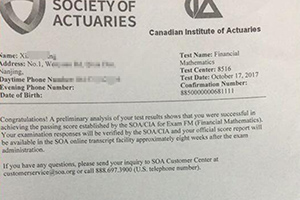 SOCIETY OF
ACTUARIES
Canadian Institute of Actuaries
Name:
Address: No.1,
Nanjing,
Daytime Phone
Evening Phone Number:
Date of Birth:
Test Name: Financial
Mathematics
Test Center: 8516
Test Date: October 17, 2017
Confirmation Number:
8850000000681111
Congratulations! A preliminary analysis of your test results shows that you were successful in
achieving the passing score established by the SOA/CIA for Exam FM (Financial Mathematics).
Your examination responses will be verified by the SOA/CIA and your official score report will
be available in the SOA online transcript facility approximately eight weeks after the exam
administration.
If you have any questions, please send your inquiry to SOA Customer Center at
customerservice@soa.org or call 888.697.3900 (U.S. telephone number).